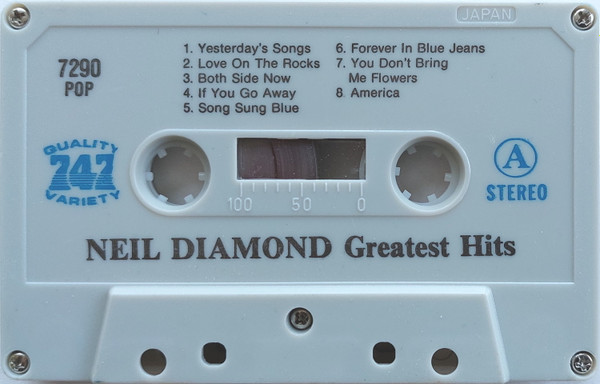 JAPAN
7290
POP
1. Yesterday's Songs
2. Love On The Rocks
3. Both Side Now
4. If You Go Away
5. Song Sung Blue
6. Forever In Blue Jeans
7. You Don't Bring
Me Flowers
8 America
QUALITY
747
VARIETY
100 50 0
A
STEREO
NEIL DIAMOND Greatest Hits